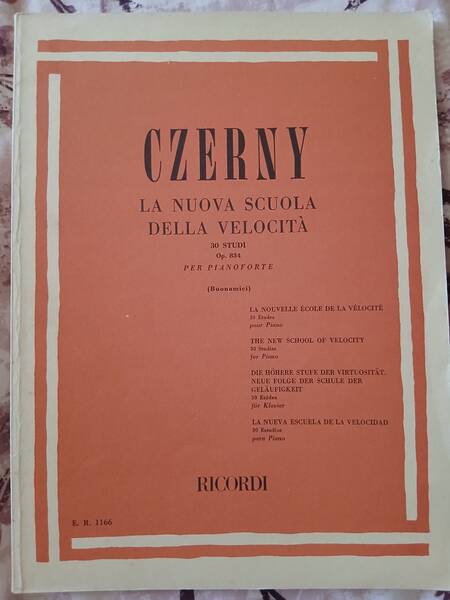 CZERNY
LA NUOVA SCUOLA
DELLA VELOCITÀ
30 STUDI
Op. 834
PER PIANOFORTE
(Buonamici)
LA NOUVELLE ÉCOLE DE LA VÉLOCITÉ
30 Etudes
pour Piano
THE NEW SCHOOL OF VELOCITY
30 Studies
for Piano
DIE HÖHERE STUFE DER VIRTUOSITÄT.
NEUE FOLGE DER SCHULE DER
GELÄUFIGKEIT
30 Etüden
für Klavier
LA NUEVA ESCUELA DE LA VELOCIDAD
30 Estudios
para Piano
RICORDI
E. R. 1166